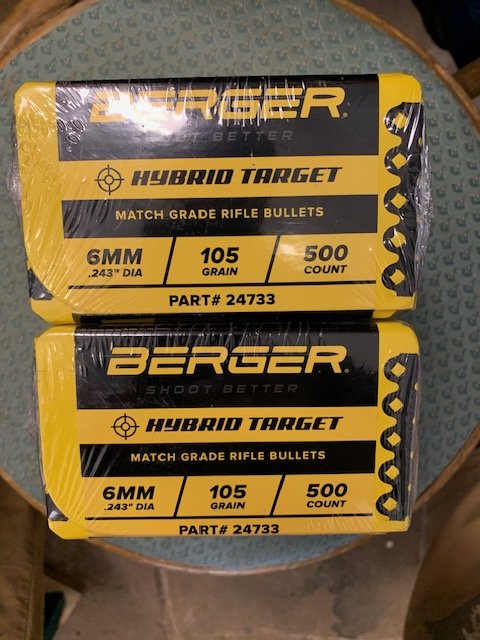 BERGER®
SHOOT BETTER
HYBRID TARGET
MATCH GRADE RIFLE BULLETS
6MM 105 500
.243" DIA GRAIN COUNT
PART# 24733
BERGER®
SHOOT BETTER
HYBRID TARGET
MATCH GRADE RIFLE BULLETS
6MM 105 500
.243" DIA GRAIN COUNT
PART# 24733